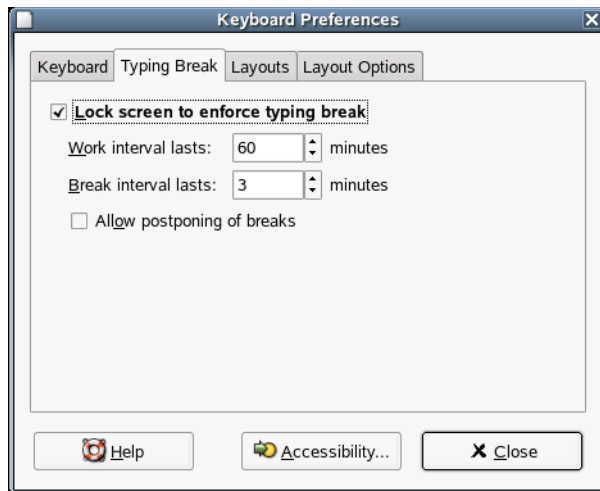 Keyboard Preferences
Keyboard Typing Break Layouts Layout Options
Lock screen to enforce typing break
Work interval lasts: 60 minutes
Break interval lasts: 3 minutes
Allow postponing of breaks
Help Accessibility... Close